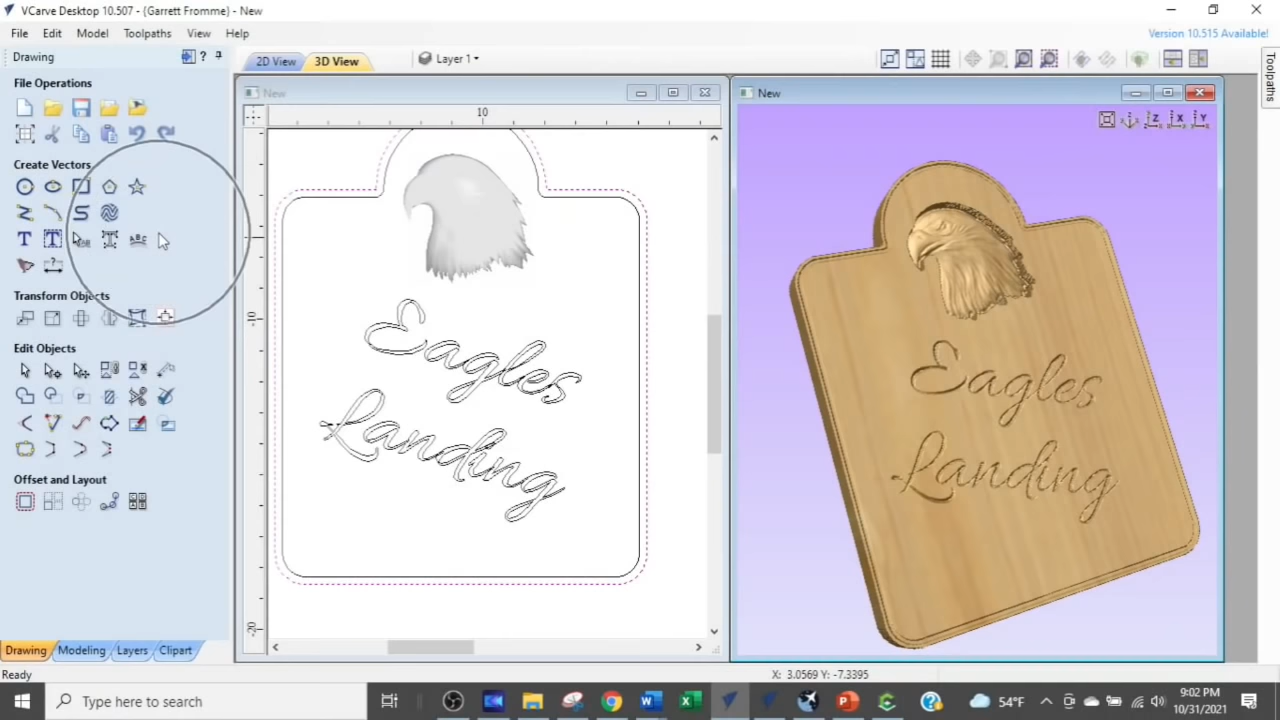 VCarve Desktop 10.507 - {Garrett Fromme} - New
File Edit Model Toolpaths View Help
Version 10.515 Available!
Drawing
2D View 3D View Layer 1
Toolpaths
File Operations
New
New
10
Create Vectors
Transform Objects
Edit Objects
Offset and Layout
Eagles
Landing
Eagles
Landing
-10
-20
Z X Y
Drawing Modeling Layers Clipart
Ready
X: 3.0569 Y: -7.3395
Type here to search
54°F
9:02 PM
10/31/2021